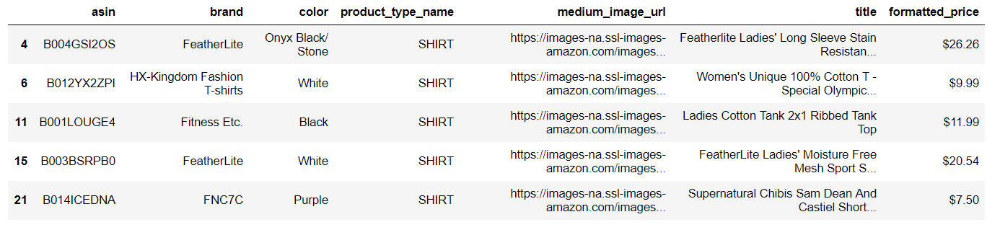 asin brand color product_type_name medium_image_url title formatted_price
4 B004GSI2OS FeatherLite Onyx Black/ Stone SHIRT https://images-na.ssl-images-amazon.com/images... Featherlite Ladies' Long Sleeve Stain Resistan... $26.26
6 B012YX2ZPI HX-Kingdom Fashion T-shirts White SHIRT https://images-na.ssl-images-amazon.com/images... Women's Unique 100% Cotton T - Special Olympic... $9.99
11 B001LOUGE4 Fitness Etc. Black SHIRT https://images-na.ssl-images-amazon.com/images... Ladies Cotton Tank 2x1 Ribbed Tank Top $11.99
15 B003BSRPB0 FeatherLite White SHIRT https://images-na.ssl-images-amazon.com/images... FeatherLite Ladies' Moisture Free Mesh Sport S... $20.54
21 B014ICEDNA FNC7C Purple SHIRT https://images-na.ssl-images-amazon.com/images... Supernatural Chibis Sam Dean And Castiel Short... $7.50